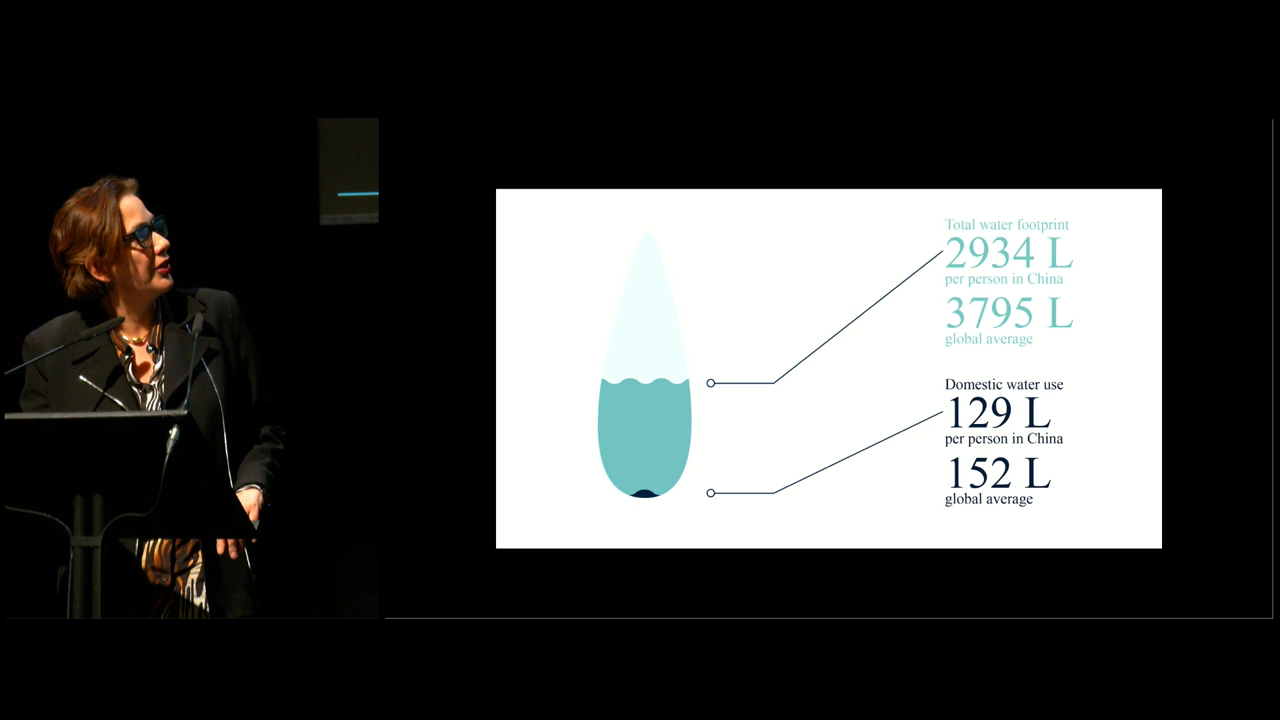 Total water footprint
2934 L
per person in China
3795 L
global average
Domestic water use
129 L
per person in China
152 L
global average